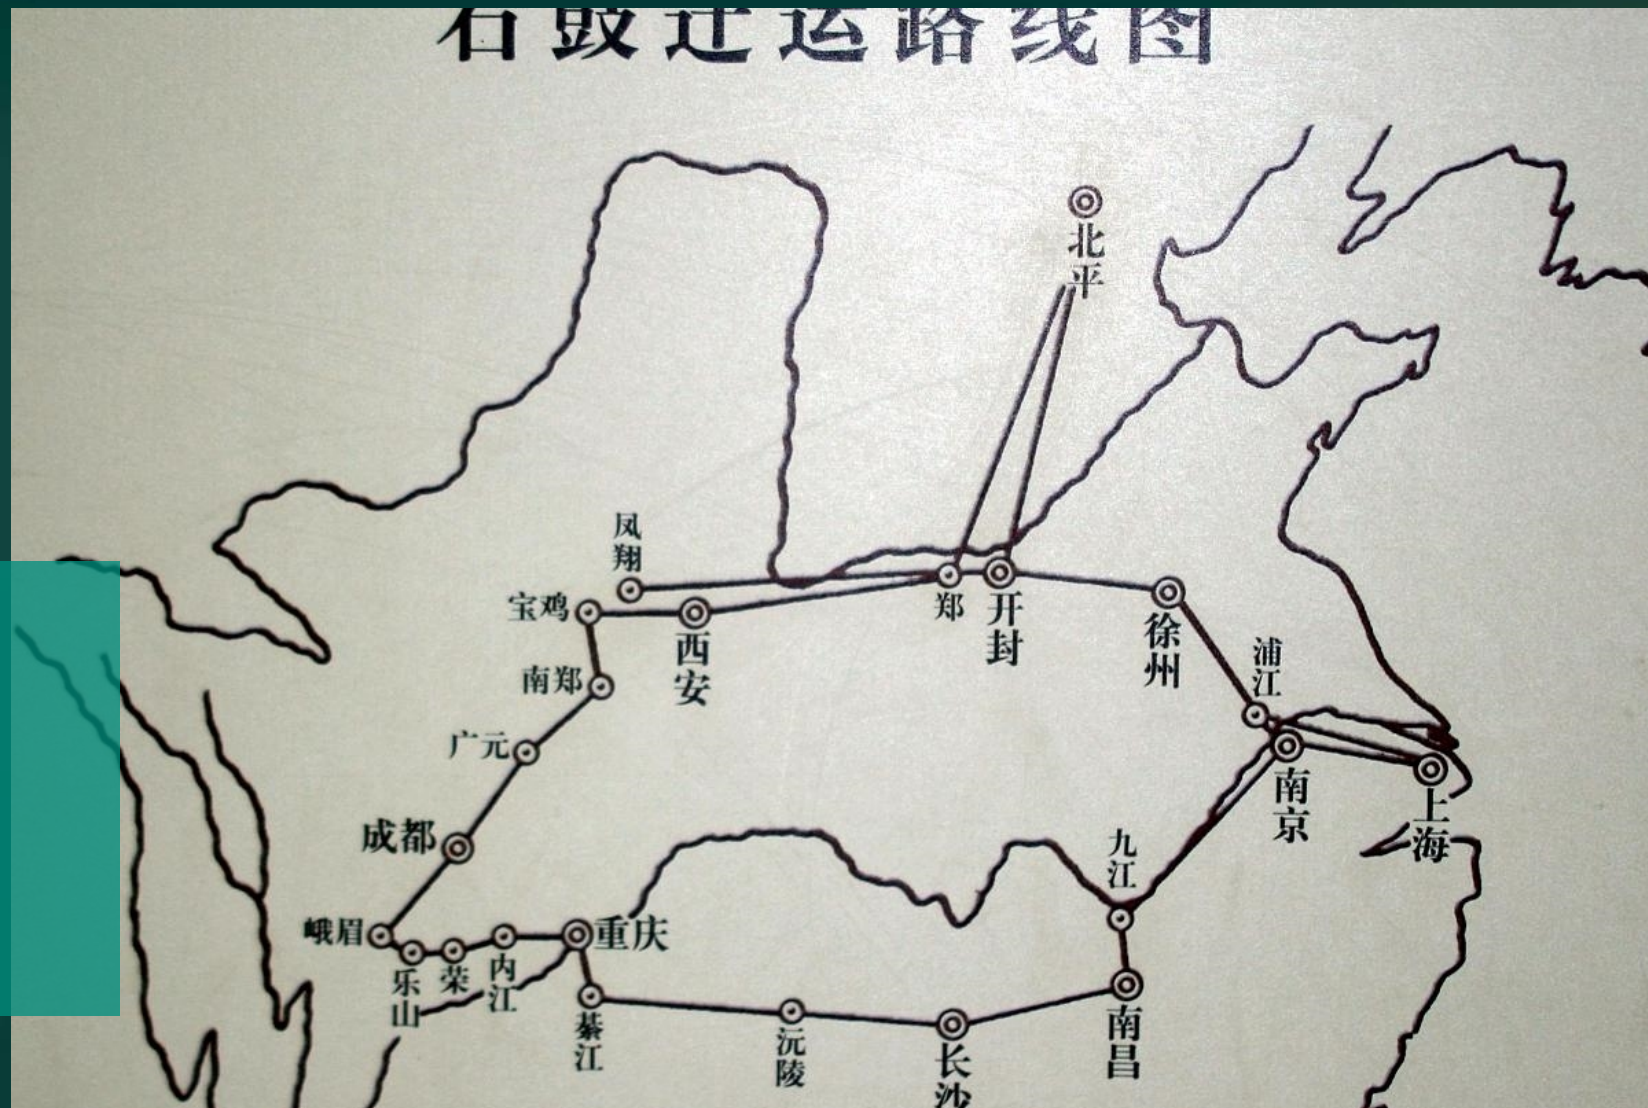 石鼓迁运路线图
北平
凤翔
宝鸡
西安
郑
开封
徐州
浦江
南郑
广元
南京
上海
成都
九江
峨眉
重庆
乐山
荣
内江
綦江
沅陵
长沙
南昌